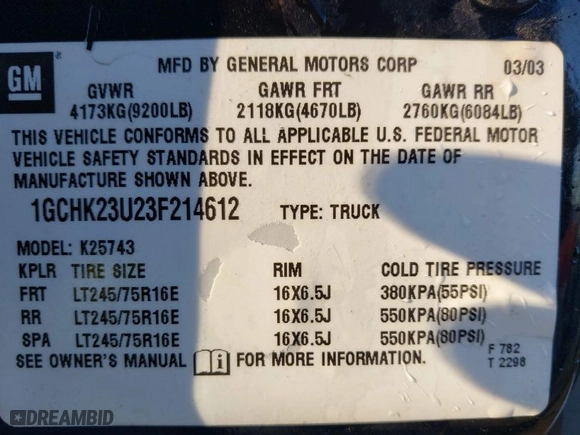 GM
MFD BY GENERAL MOTORS CORP 03/03
GVWR GAWR FRT GAWR RR
4173KG(9200LB) 2118KG(4670LB) 2760KG(6084LB)
THIS VEHICLE CONFORMS TO ALL APPLICABLE U.S. FEDERAL MOTOR
VEHICLE SAFETY STANDARDS IN EFFECT ON THE DATE OF
MANUFACTURE SHOWN ABOVE.
1GCHK23U23F214612 TYPE: TRUCK
MODEL: K25743
KPLR TIRE SIZE RIM COLD TIRE PRESSURE
FRT LT245/75R16E 16X6.5J 380KPA(55PSI)
RR LT245/75R16E 16X6.5J 550KPA(80PSI)
SPA LT245/75R16E 16X6.5J 550KPA(80PSI)
SEE OWNER'S MANUAL FOR MORE INFORMATION.
F 782
T 2298
DREAMBID